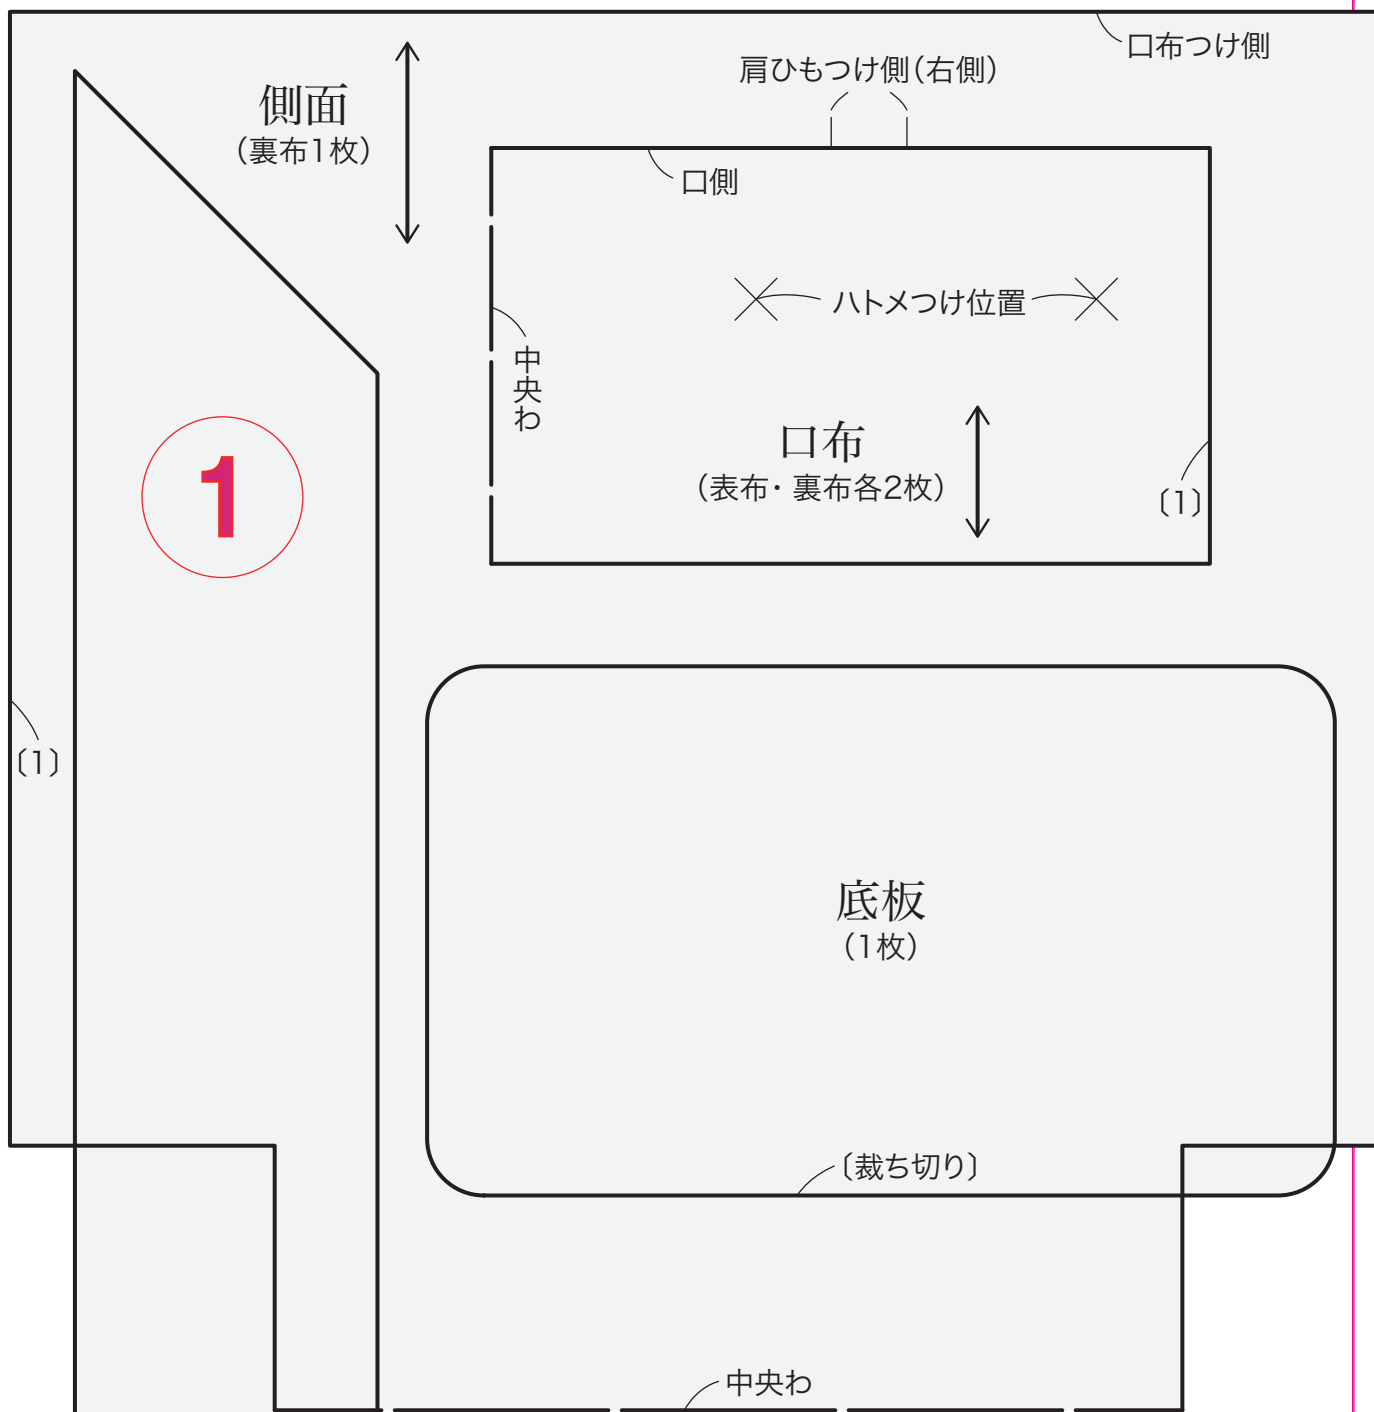 口布つけ側
肩ひもつけ側（右側）
側面
（裏布1枚）
口側
ハトメつけ位置
中央わ
口布
（表布・裏布各2枚）
〔1〕
1
〔1〕
底板
（1枚）
〔裁ち切り〕
中央わ